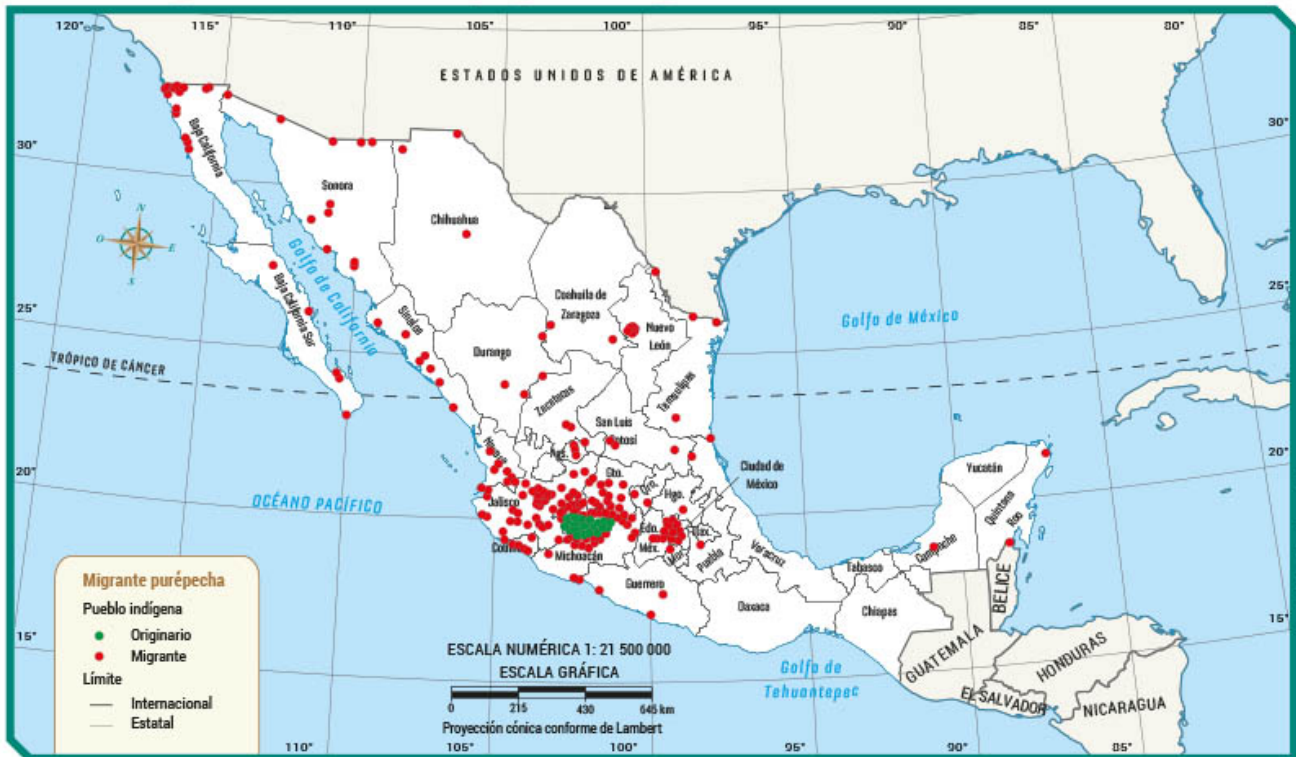 120°
115°
110°
105°
100°
95°
90°
85°
80°
ESTADOS UNIDOS DE AMÉRICA
30°
30°
Baja California
Sonora
Chihuahua
N
O
E
S
Golfo de California
Baja California Sur
Coahuila de
Zaragoza
Nuevo
León
25°
25°
Sinaloa
Durango
Golfo de México
TRÓPICO DE CÁNCER
Zacatecas
Tamaulipas
San Luis
Potosí
20°
20°
Nayarit
Ags.
Gto.
Qro.
Hgo.
Ciudad de
México
Yucatán
Quintana
Roo
OCÉANO PACÍFICO
Jalisco
Colima
Michoacán
Edo.
Méx.
Mor.
Tlax.
Puebla
Veracruz
Tabasco
Campeche
Guerrero
Oaxaca
Chiapas
BELICE
GUATEMALA
HONDURAS
EL SALVADOR
NICARAGUA
15°
15°
Golfo de
Tehuantepec
Migrante purépecha
Pueblo indígena
Originario
Migrante
Límite
Internacional
Estatal
ESCALA NUMÉRICA 1: 21 500 000
ESCALA GRÁFICA
0 215 430 645 km
Proyección cónica conforme de Lambert
110°
105°
100°
95°
90°
85°